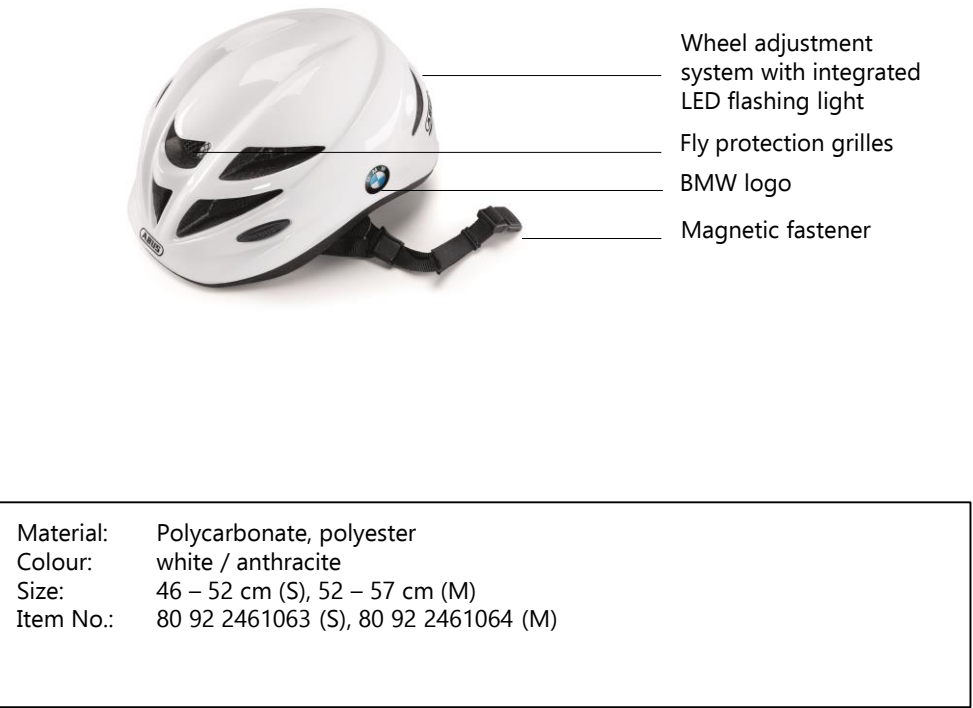 Wheel adjustment
system with integrated
LED flashing light
Fly protection grilles
BMW logo
Magnetic fastener
ABUS
Material: Polycarbonate, polyester
Colour: white / anthracite
Size: 46 – 52 cm (S), 52 – 57 cm (M)
Item No.: 80 92 2461063 (S), 80 92 2461064 (M)